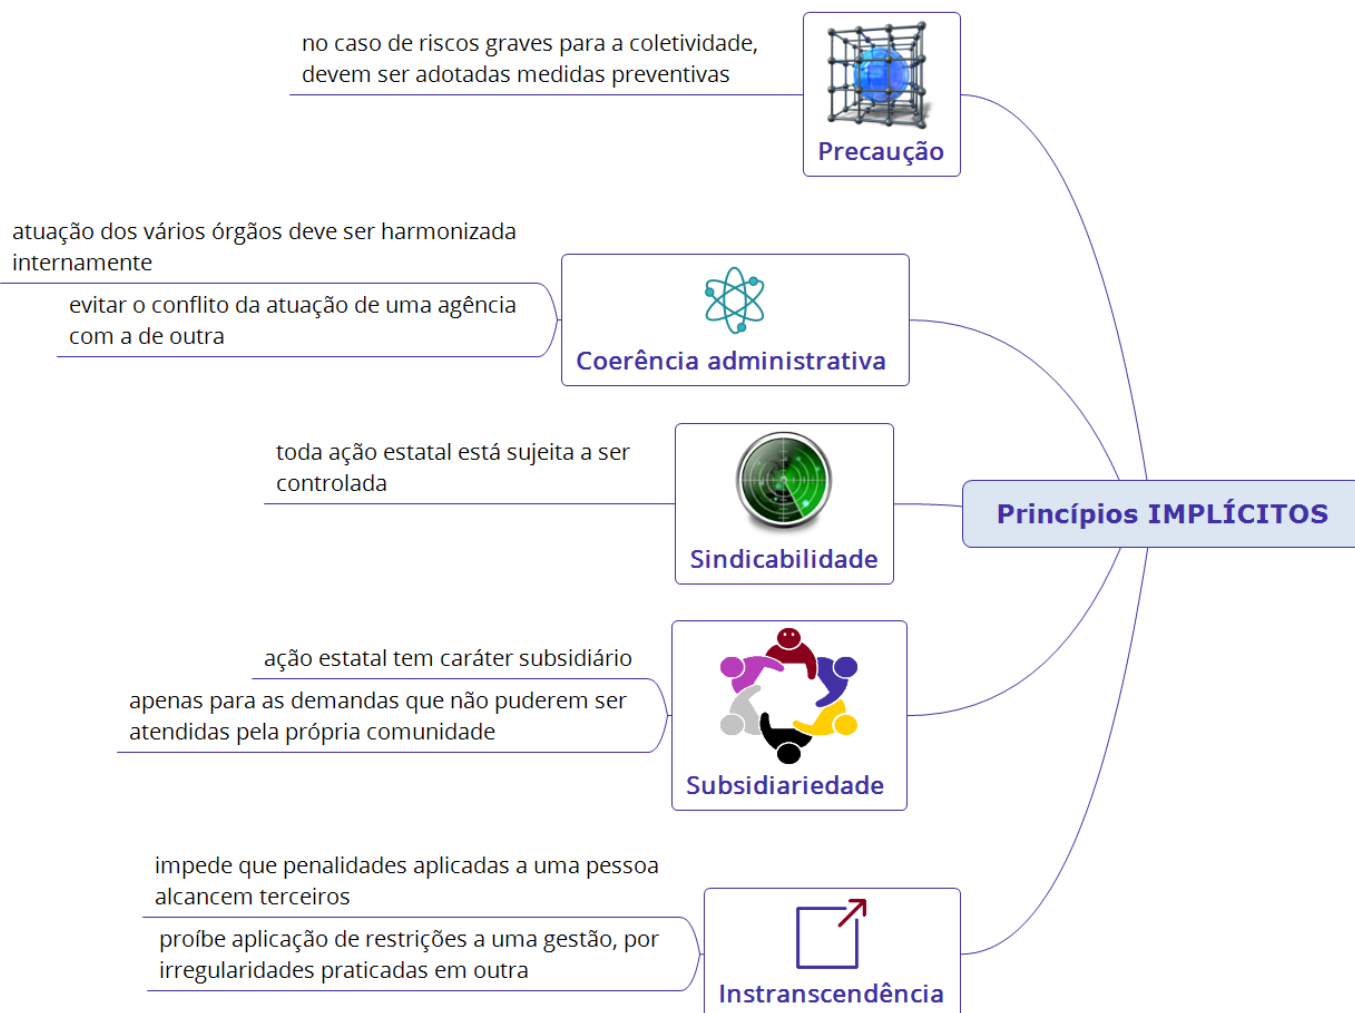 no caso de riscos graves para a coletividade,
devem ser adotadas medidas preventivas
Precaução
atuação dos vários órgãos deve ser harmonizada
internamente
evitar o conflito da atuação de uma agência
com a de outra
Coerência administrativa
toda ação estatal está sujeita a ser
controlada
Sindicabilidade
Princípios IMPLÍCITOS
ação estatal tem caráter subsidiário
apenas para as demandas que não puderem ser
atendidas pela própria comunidade
Subsidiariedade
impede que penalidades aplicadas a uma pessoa
alcancem terceiros
proíbe aplicação de restrições a uma gestão, por
irregularidades praticadas em outra
Instranscendência